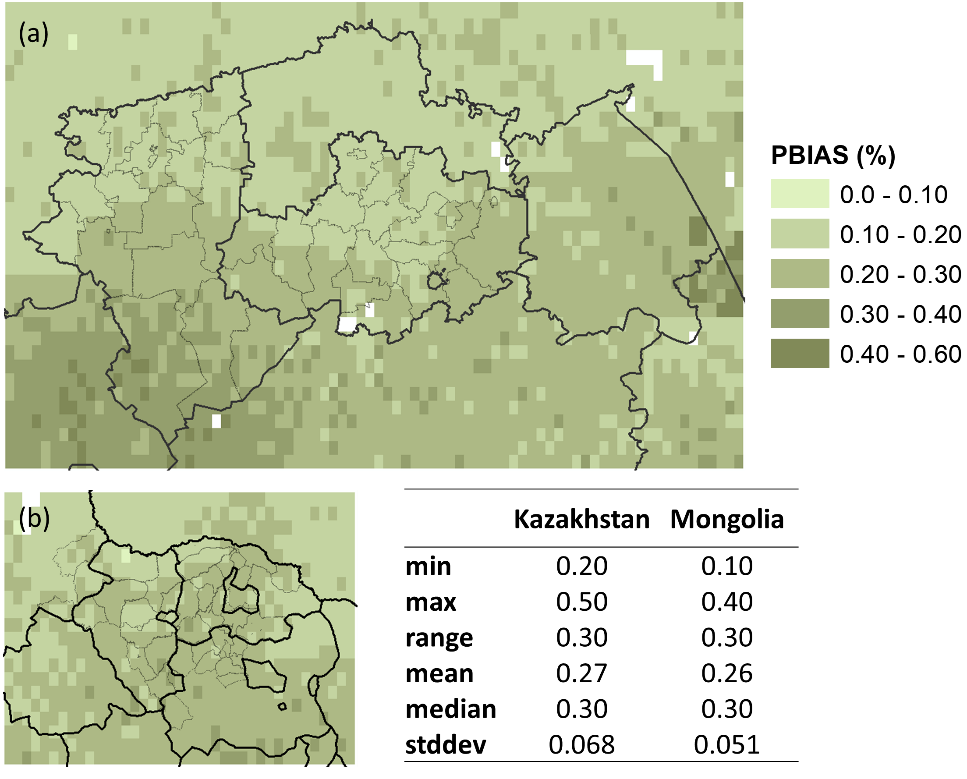 (a)
PBIAS (%)
0.0 - 0.10
0.10 - 0.20
0.20 - 0.30
0.30 - 0.40
0.40 - 0.60
(b)
Kazakhstan Mongolia
min 0.20 0.10
max 0.50 0.40
range 0.30 0.30
mean 0.27 0.26
median 0.30 0.30
stddev 0.068 0.051